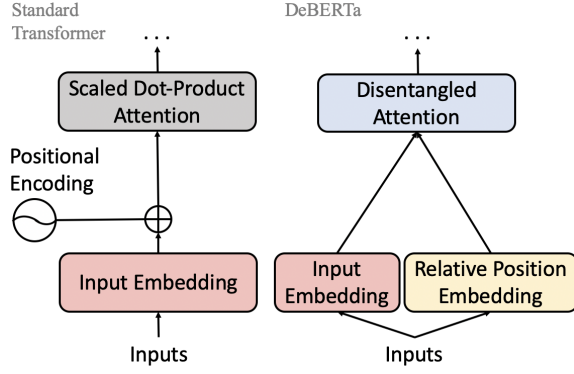 Standard
Transformer
...
Scaled Dot-Product
Attention
Positional
Encoding
Input Embedding
Inputs
DeBERTa
...
Disentangled
Attention
Input
Embedding
Relative Position
Embedding
Inputs